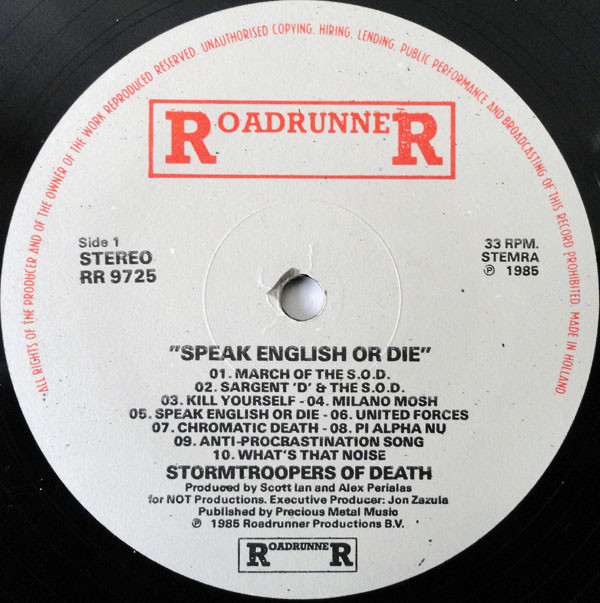 ALL RIGHTS OF THE PRODUCER AND OF THE OWNER OF THE WORK REPRODUCED RESERVED. UNAUTHORISED COPYING, HIRING, LENDING, PUBLIC PERFORMANCE AND BROADCASTING OF THIS RECORD PROHIBITED. MADE IN HOLLAND
ROADRUNNER
Side 1
STEREO
RR 9725
33 RPM.
STEMRA
℗ 1985
"SPEAK ENGLISH OR DIE"
01. MARCH OF THE S.O.D.
02. SARGENT 'D' & THE S.O.D.
03. KILL YOURSELF - 04. MILANO MOSH
05. SPEAK ENGLISH OR DIE - 06. UNITED FORCES
07. CHROMATIC DEATH - 08. PI ALPHA NU
09. ANTI-PROCRASTINATION SONG
10. WHAT'S THAT NOISE
STORMTROOPERS OF DEATH
Produced by Scott Ian and Alex Perialas
for NOT Productions. Executive Producer: Jon Zazula
Published by Precious Metal Music
℗ 1985 Roadrunner Productions B.V.
ROADRUNNER